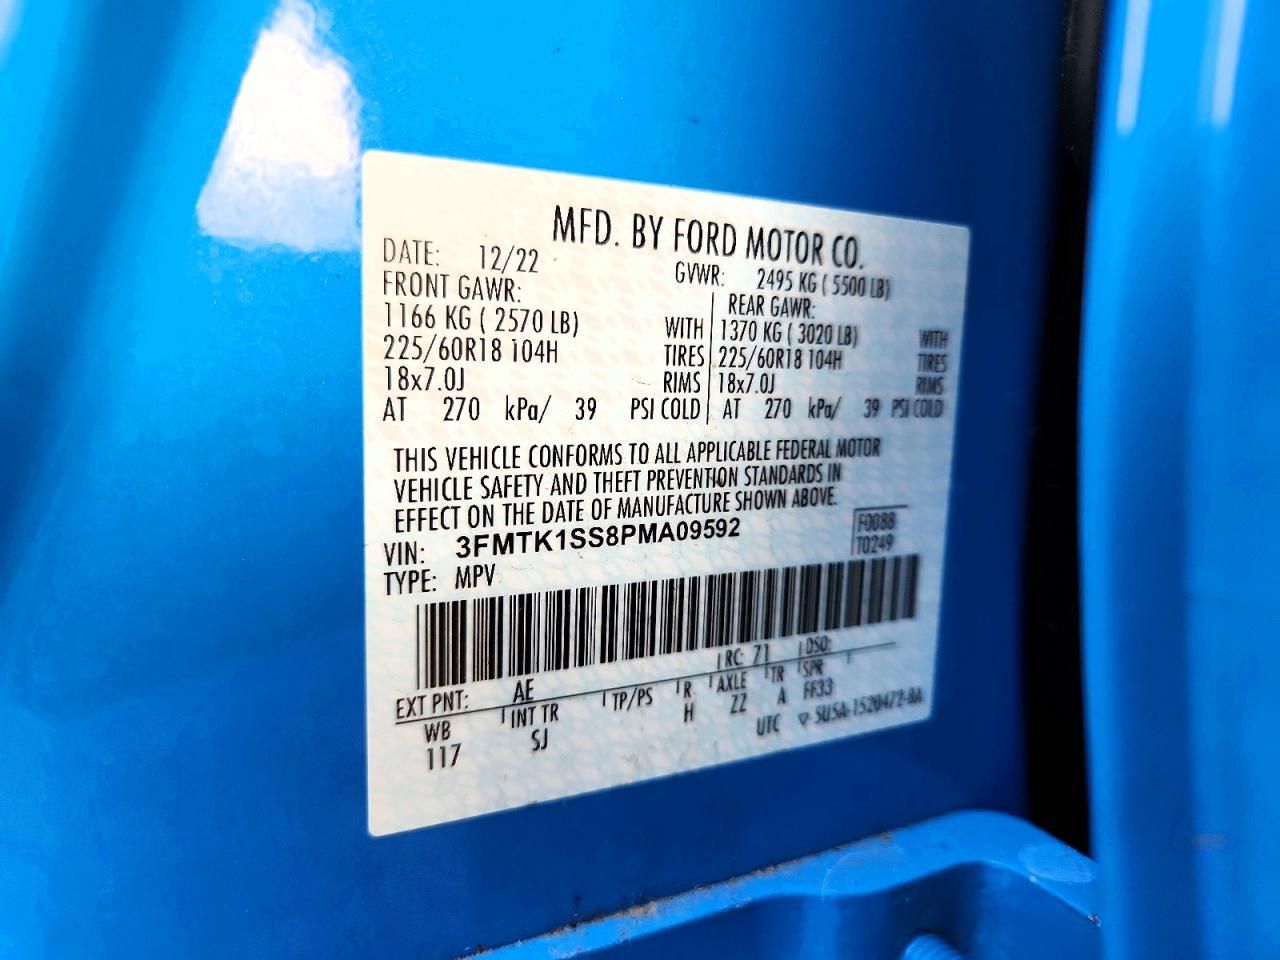 MFD. BY FORD MOTOR CO.
DATE: 12/22 GVWR: 2495 KG ( 5500 LB)
FRONT GAWR: REAR GAWR:
1166 KG ( 2570 LB) WITH 1370 KG ( 3020 LB) WITH
225/60R18 104H TIRES 225/60R18 104H TIRES
18x7.0J RIMS 18x7.0J RIMS
AT 270 kPa/ 39 PSI COLD AT 270 kPa/ 39 PSI COLD
THIS VEHICLE CONFORMS TO ALL APPLICABLE FEDERAL MOTOR
VEHICLE SAFETY AND THEFT PREVENTION STANDARDS IN
EFFECT ON THE DATE OF MANUFACTURE SHOWN ABOVE.
VIN: 3FMTK1SS8PMA09592 F0088
TYPE: MPV T0249
EXT PNT: AE RC: 71 DSO:
WB INT TR TP/PS R AXLE TR SPR
117 SJ H ZZ A FF33
UTC ▽ 5U5A-1520472-BA